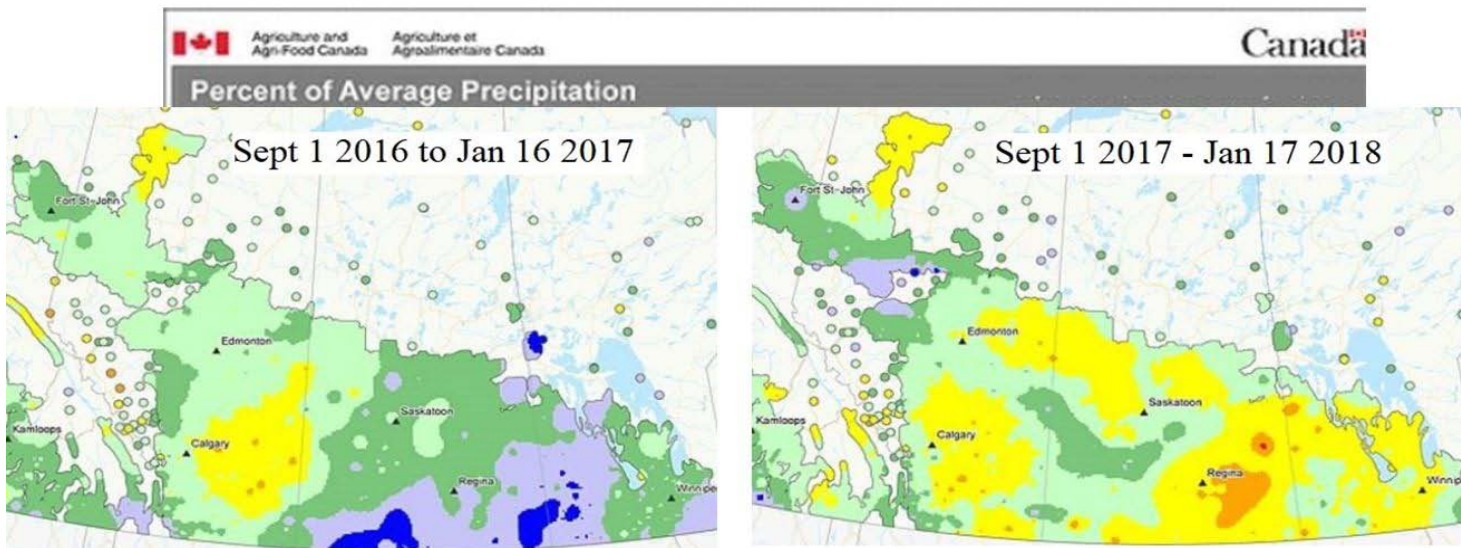 Agriculture and
Agri-Food Canada
Agriculture et
Agroalimentaire Canada
Canada
Percent of Average Precipitation
Sept 1 2016 to Jan 16 2017
Fort St-John
Edmonton
Saskatoon
Kamloops
Calgary
Regina
Winnipe
Sept 1 2017 - Jan 17 2018
Fort St-John
Edmonton
Saskatoon
Kamloops
Calgary
Regina
Winnipeg